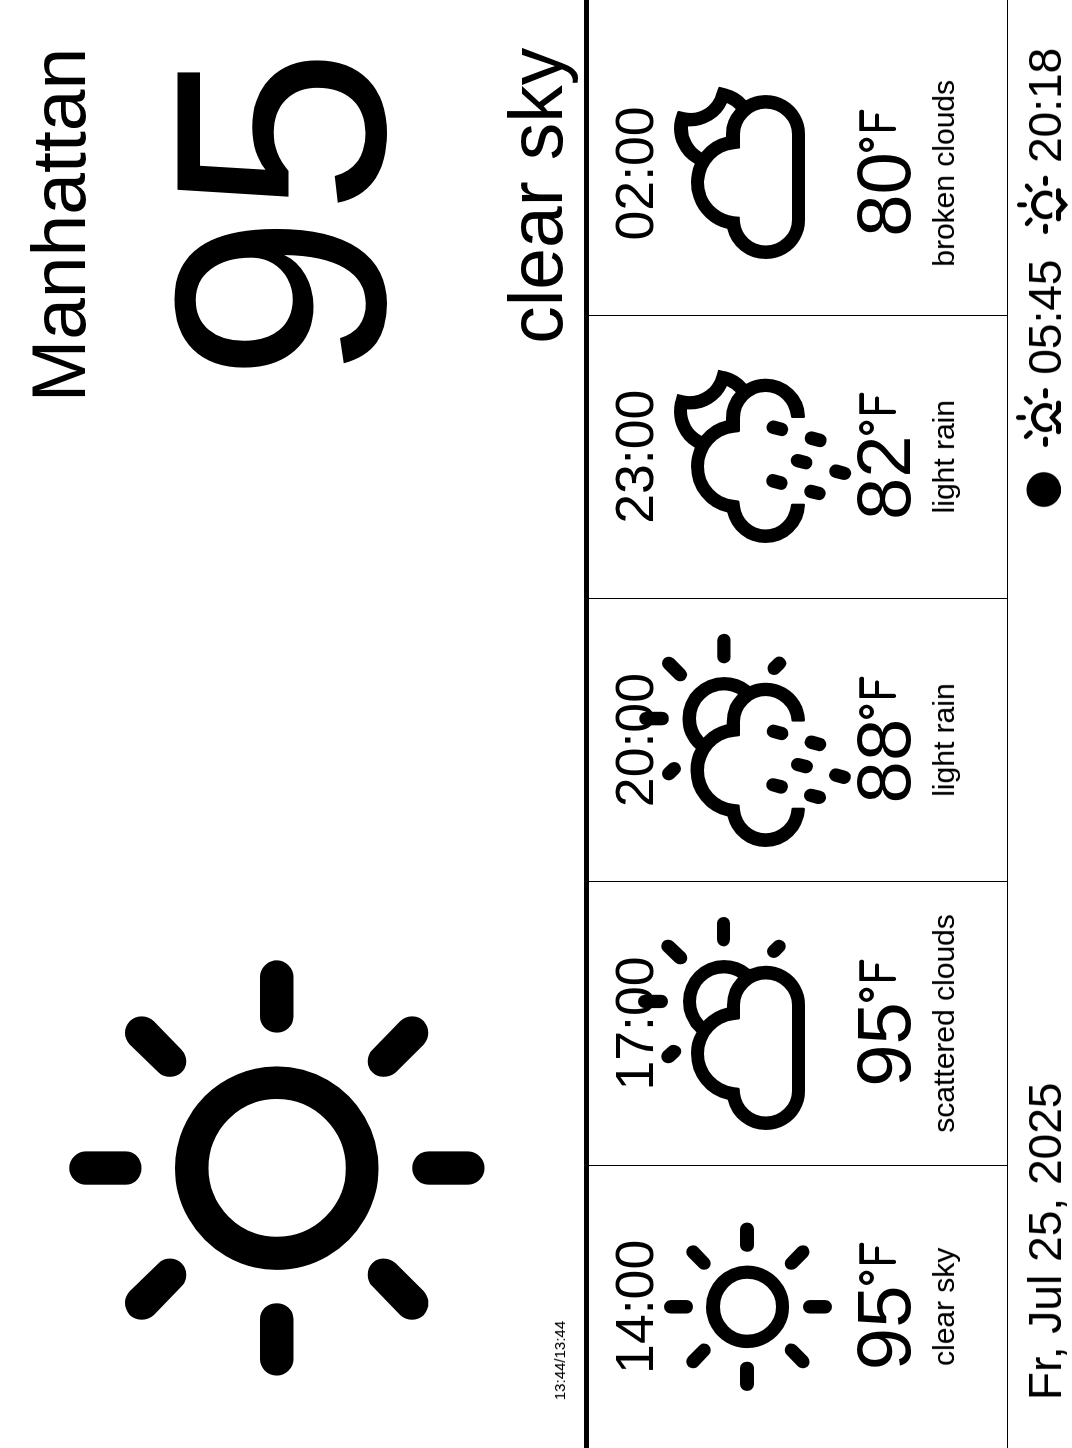 Manhattan
95
clear sky
13:44/13:44
14:00
95°F
clear sky
17:00
95°F
scattered clouds
20:00
88°F
light rain
23:00
82°F
light rain
02:00
80°F
broken clouds
Fr, Jul 25, 2025
05:45
20:18